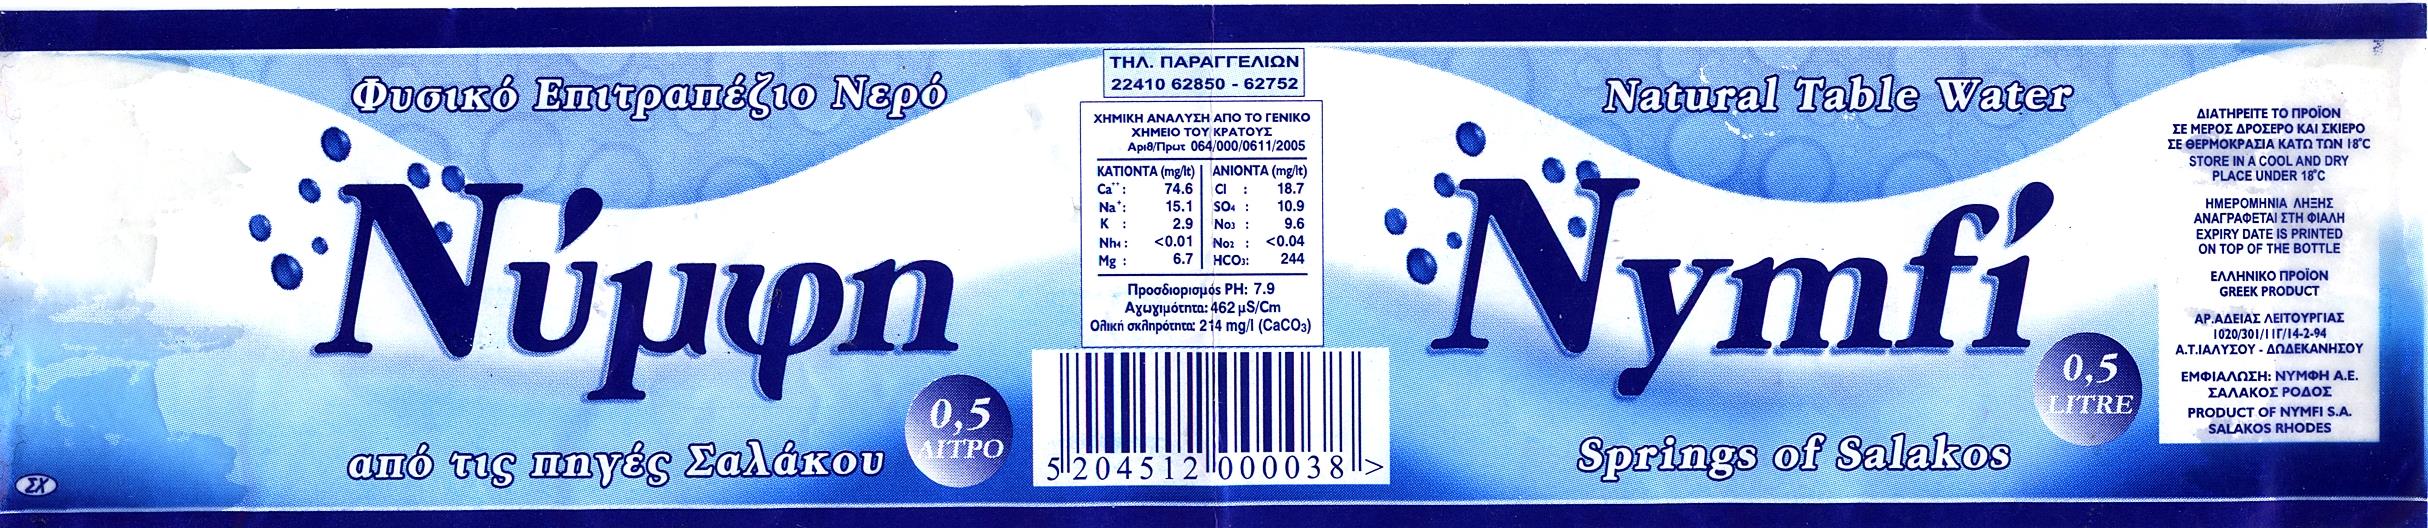 Φυσικό Επιτραπέζιο Νερό
Νύμφη
0,5
ΛΙΤΡΟ
από τις πηγές Σαλάκου
ΣΧ
ΤΗΛ. ΠΑΡΑΓΓΕΛΙΩΝ
22410 62850 - 62752
ΧΗΜΙΚΗ ΑΝΑΛΥΣΗ ΑΠΟ ΤΟ ΓΕΝΙΚΟ
ΧΗΜΕΙΟ ΤΟΥ ΚΡΑΤΟΥΣ
Αριθ/Πρωτ 064/000/0611/2005
ΚΑΤΙΟΝΤΑ (mg/lt) ΑΝΙΟΝΤΑ (mg/lt)
Ca⁺⁺: 74.6 Cl : 18.7
Na⁺: 15.1 SO₄ : 10.9
K : 2.9 No₃ : 9.6
Nh₄ : <0.01 No₂ : <0.04
Mg : 6.7 HCO₃: 244
Προσδιορισμός PH: 7.9
Αχωχιμότητα: 462 μS/Cm
Ολική σκληρότητα: 214 mg/l (CaCO₃)
5 204512 000038 >
Natural Table Water
Nymfí
0,5
LITRE
Springs of Salakos
ΔΙΑΤΗΡΕΙΤΕ ΤΟ ΠΡΟΪΟΝ
ΣΕ ΜΕΡΟΣ ΔΡΟΣΕΡΟ ΚΑΙ ΣΚΙΕΡΟ
ΣΕ ΘΕΡΜΟΚΡΑΣΙΑ ΚΑΤΩ ΤΩΝ 18°C
STORE IN A COOL AND DRY
PLACE UNDER 18°C
ΗΜΕΡΟΜΗΝΙΑ ΛΗΞΗΣ
ΑΝΑΓΡΑΦΕΤΑΙ ΣΤΗ ΦΙΑΛΗ
EXPIRY DATE IS PRINTED
ON TOP OF THE BOTTLE
ΕΛΛΗΝΙΚΟ ΠΡΟΪΟΝ
GREEK PRODUCT
ΑΡ.ΑΔΕΙΑΣ ΛΕΙΤΟΥΡΓΙΑΣ
1020/301/1ΙΓ/14-2-94
Α.Τ.ΙΑΛΥΣΟΥ - ΔΩΔΕΚΑΝΗΣΟΥ
ΕΜΦΙΑΛΩΣΗ: ΝΥΜΦΗ Α.Ε.
ΣΑΛΑΚΟΣ ΡΟΔΟΣ
PRODUCT OF NYMFI S.A.
SALAKOS RHODES